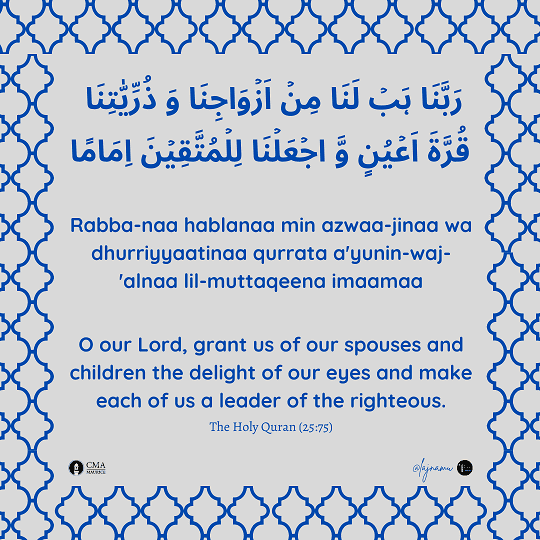 رَبَّنَا ہَبۡ لَنَا مِنۡ اَزۡوَاجِنَا وَ ذُرِّیّٰتِنَا
قُرَّۃَ اَعۡیُنٍ وَّ اجۡعَلۡنَا لِلۡمُتَّقِیۡنَ اِمَامًا
Rabba-naa hablanaa min azwaa-jinaa wa
dhurriyyaatinaa qurrata a'yunin-waj-
'alnaa lil-muttaqeena imaamaa
O our Lord, grant us of our spouses and
children the delight of our eyes and make
each of us a leader of the righteous.
The Holy Quran (25:75)
CMA
MAURICE
@lajnamu